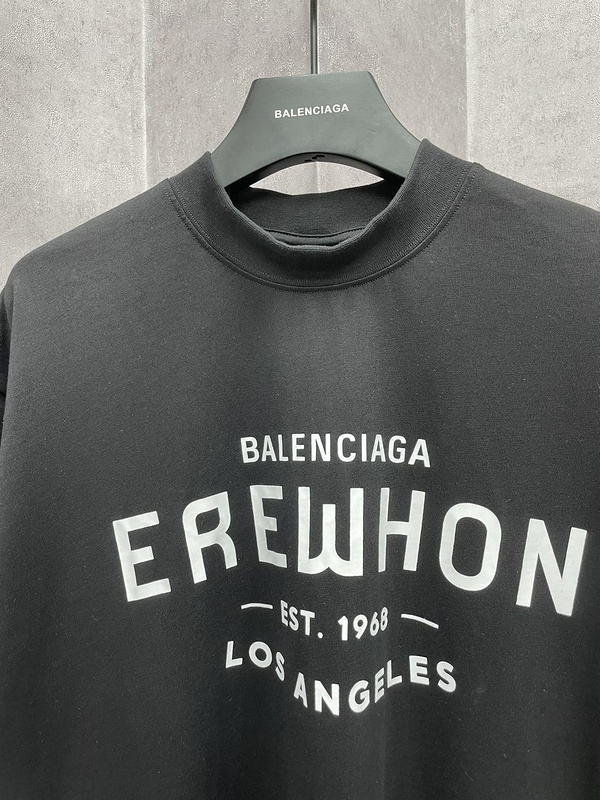 BALENCIAGA
BALENCIAGA
EREWHON
EST. 1968
LOS ANGELES